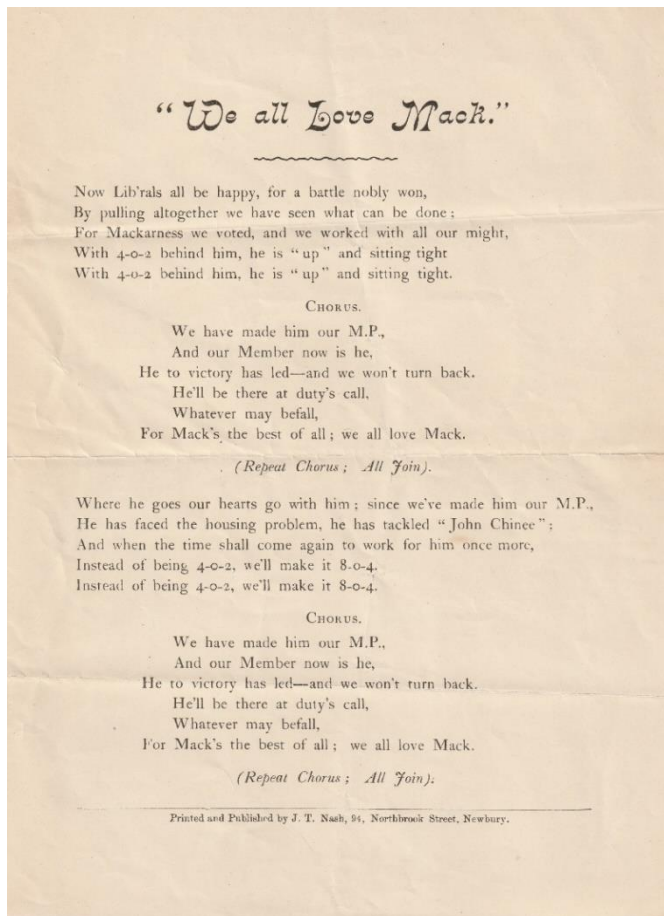 "We all Love Mack."
Now Lib'rals all be happy, for a battle nobly won,
By pulling altogether we have seen what can be done;
For Mackarness we voted, and we worked with all our might,
With 4-0-2 behind him, he is "up" and sitting tight
With 4-0-2 behind him, he is "up" and sitting tight.
CHORUS.
We have made him our M.P.,
And our Member now is he,
He to victory has led—and we won't turn back.
He'll be there at duty's call,
Whatever may befall,
For Mack's the best of all; we all love Mack.
(Repeat Chorus; All Join).
Where he goes our hearts go with him; since we've made him our M.P.,
He has faced the housing problem, he has tackled "John Chinee";
And when the time shall come again to work for him once more,
Instead of being 4-0-2, we'll make it 8-0-4.
Instead of being 4-0-2, we'll make it 8-0-4.
CHORUS.
We have made him our M.P.,
And our Member now is he,
He to victory has led—and we won't turn back.
He'll be there at duty's call,
Whatever may befall,
For Mack's the best of all; we all love Mack.
(Repeat Chorus; All Join).
Printed and Published by J. T. Nash, 94, Northbrook Street, Newbury.